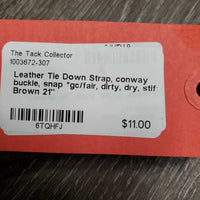 The Tack Collector
1003672-307
Leather Tie Down Strap, conway
buckle, snap *gc/fair, dirty, dry, stif
Brown 21"
$11.00
6TQHFJ